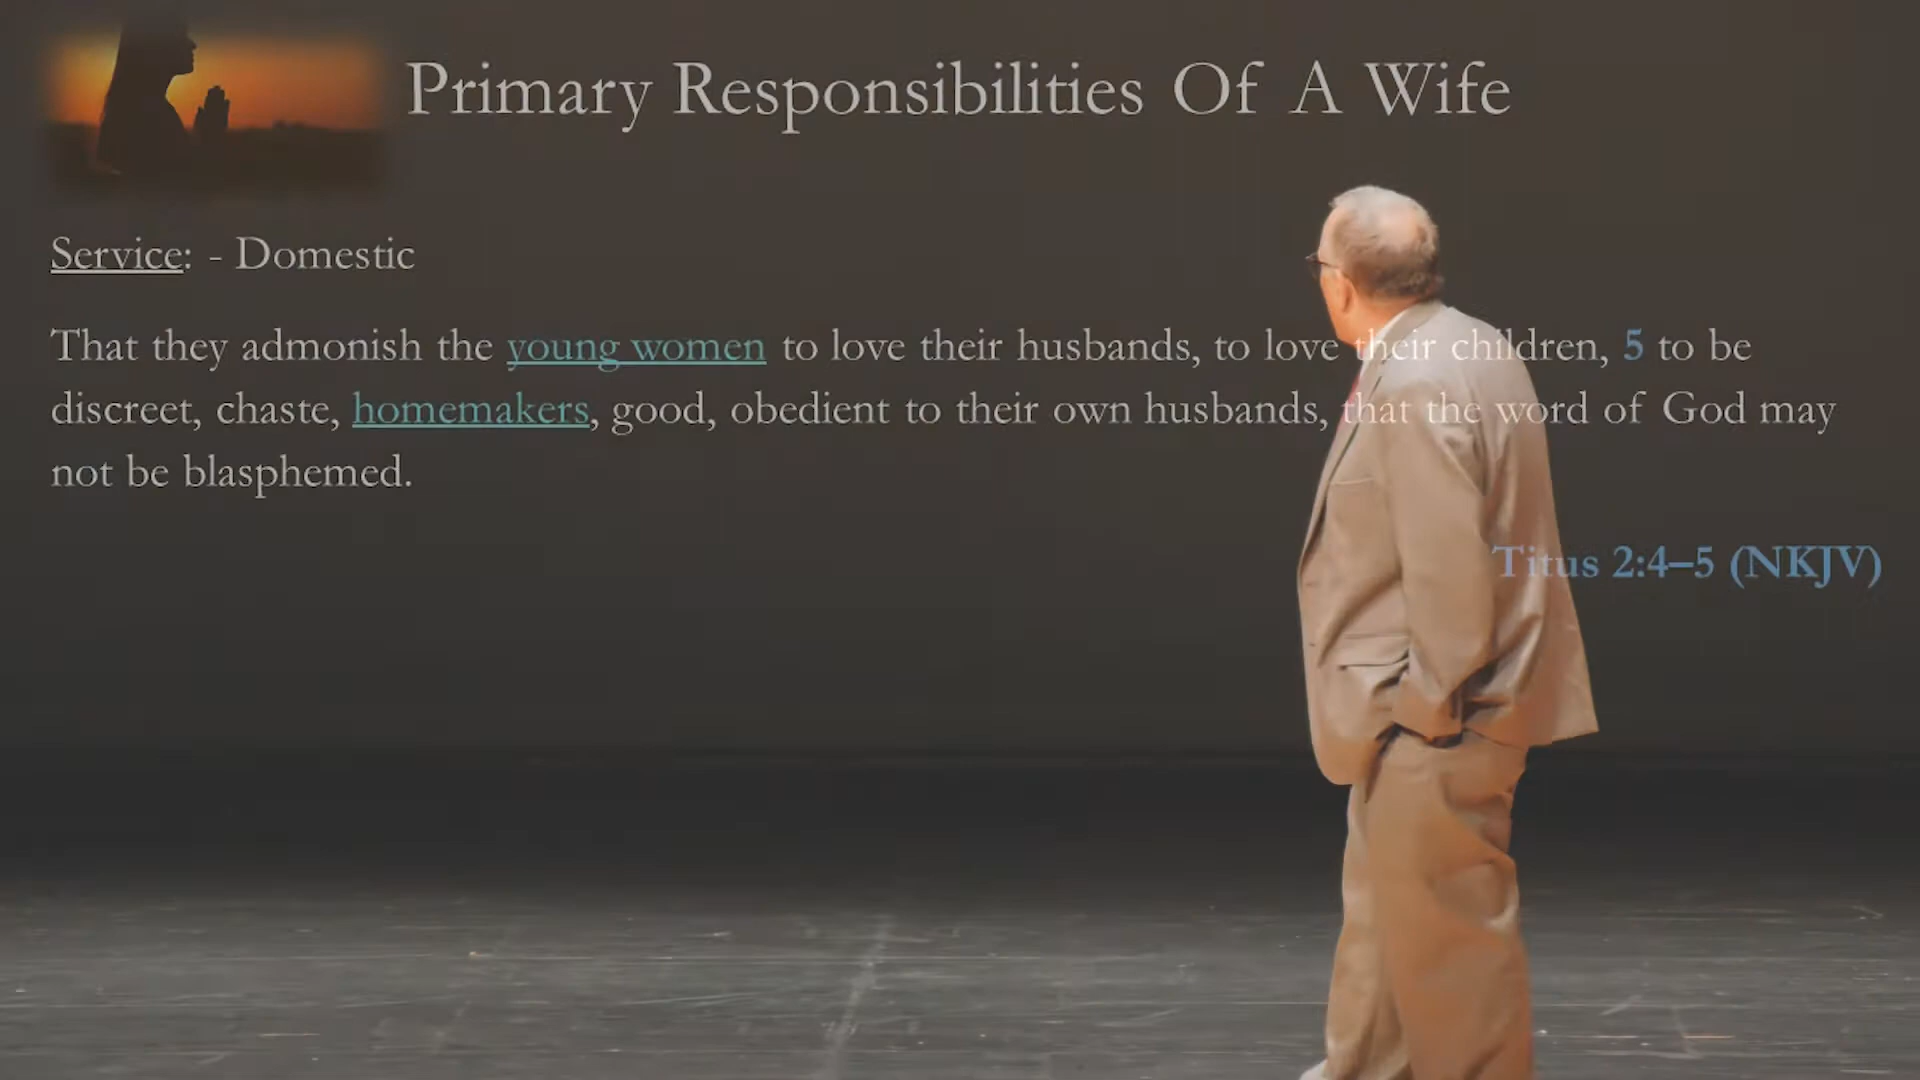 Primary Responsibilities Of A Wife
Service: - Domestic
That they admonish the young women to love their husbands, to love their children, 5 to be
discreet, chaste, homemakers, good, obedient to their own husbands, that the word of God may
not be blasphemed.
Titus 2:4–5 (NKJV)